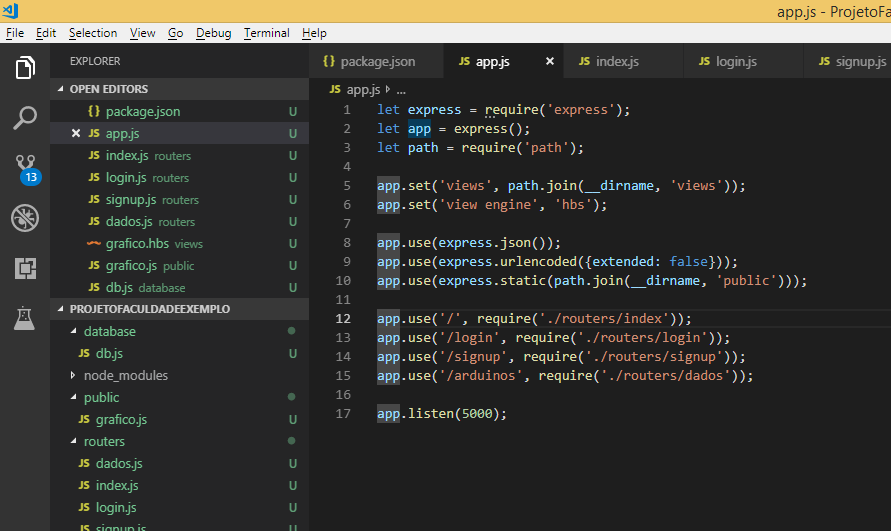 app.js - ProjetoFa
File Edit Selection View Go Debug Terminal Help
EXPLORER
OPEN EDITORS
{} package.json U
× JS app.js U
JS index.js routers U
JS login.js routers U
JS signup.js routers U
JS dados.js routers U
grafico.hbs views U
JS grafico.js public U
JS db.js database U
PROJETOFACULDADEEXEMPLO
database
JS db.js U
node_modules
public
JS grafico.js U
routers
JS dados.js U
JS index.js U
JS login.js U
JS signup.js U
13
{} package.json JS app.js × JS index.js JS login.js JS signup.js
JS app.js ...
1 let express = require('express');
2 let app = express();
3 let path = require('path');
4
5 app.set('views', path.join(__dirname, 'views'));
6 app.set('view engine', 'hbs');
7
8 app.use(express.json());
9 app.use(express.urlencoded({extended: false}));
10 app.use(express.static(path.join(__dirname, 'public')));
11
12 app.use('/', require('./routers/index'));
13 app.use('/login', require('./routers/login'));
14 app.use('/signup', require('./routers/signup'));
15 app.use('/arduinos', require('./routers/dados'));
16
17 app.listen(5000);